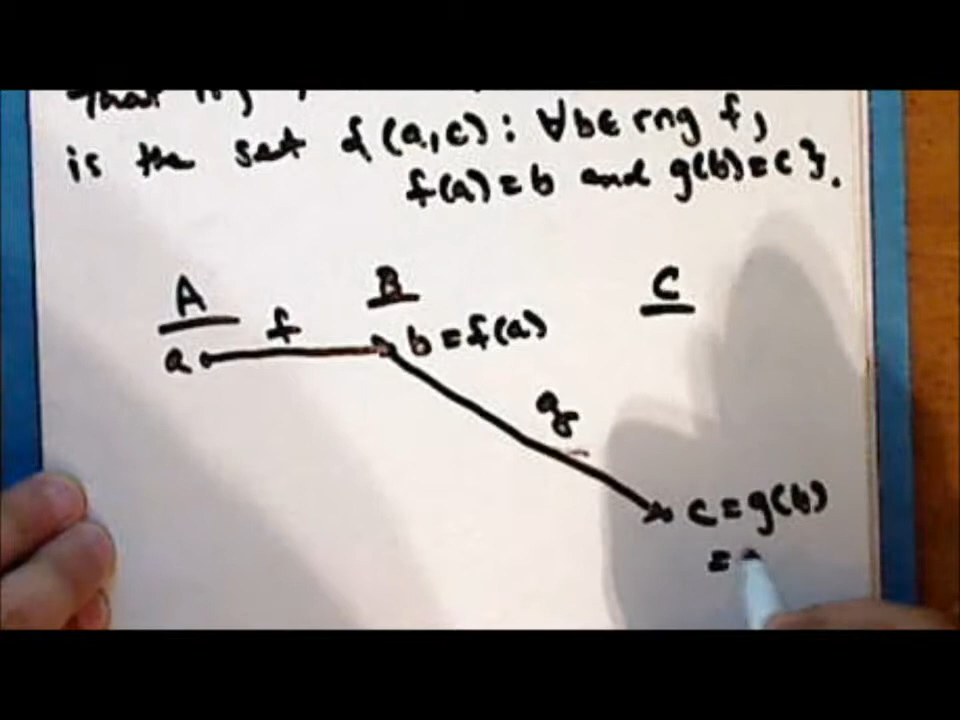 is the set {(a,c): ∀b∈ rng f,
f(a)=b and g(b)=c}.
A B C
f
a b=f(a)
g
c=g(b)
=